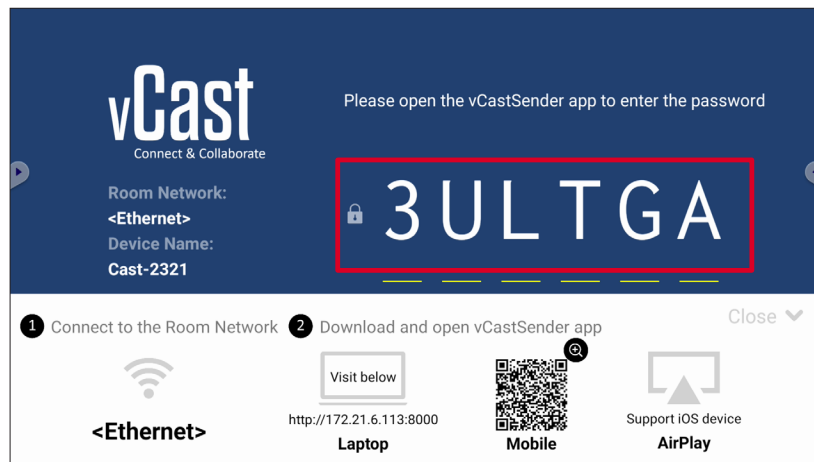 vCast
Connect & Collaborate
Please open the vCastSender app to enter the password
Room Network:
<Ethernet>
Device Name:
Cast-2321
3ULTGA
Close
1 Connect to the Room Network
2 Download and open vCastSender app
<Ethernet>
Visit below
http://172.21.6.113:8000
Laptop
Mobile
Support iOS device
AirPlay